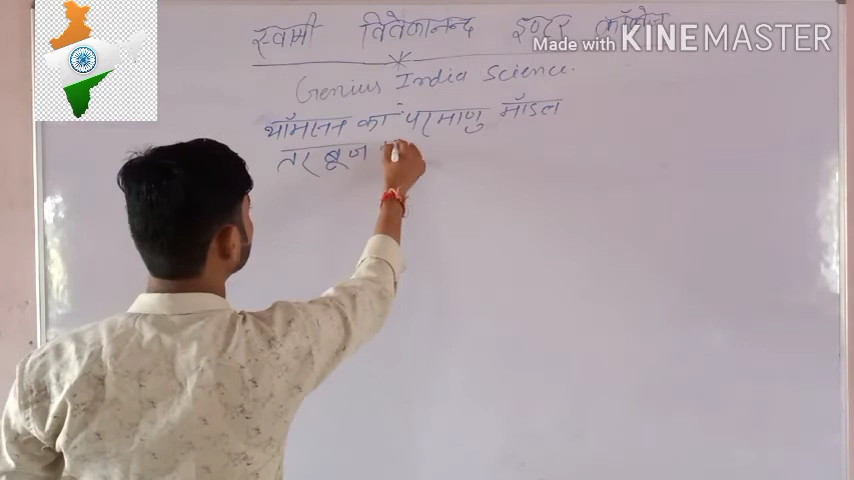 स्वामी विवेकानन्द इण्टर कॉलेज
Made with KINEMASTER
Genius India Science.
थॉमसन का परमाणु मॉडल
तरबूज